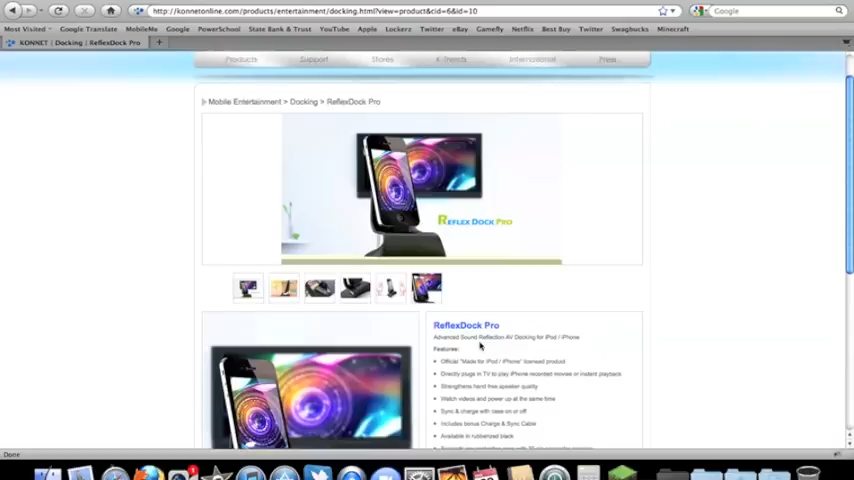 http://konnetonline.com/products/entertainment/docking.html?view=product&cid=6&id=10
Google
Most Visited Google Translate MobileMe Google PowerSchool State Bank & Trust YouTube Apple Lockerz Twitter eBay Gamefly Netflix Best Buy Twitter Swagbucks Minecraft
KONNET | Docking | ReflexDock Pro
Products Support Stores K-Trends International Press
Mobile Entertainment > Docking > ReflexDock Pro
REFLEX DOCK PRO
ReflexDock Pro
Advanced Sound Reflection AV Docking for iPod / iPhone
Features:
Official "Made for iPod / iPhone" licensed product
Directly plugs in TV to play iPhone recorded movies or instant playback
Strengthens hand free speaker quality
Watch videos and power up at the same time
Sync & charge with case on or off
Includes bonus Charge & Sync Cable
Available in rubberized black
Done
1